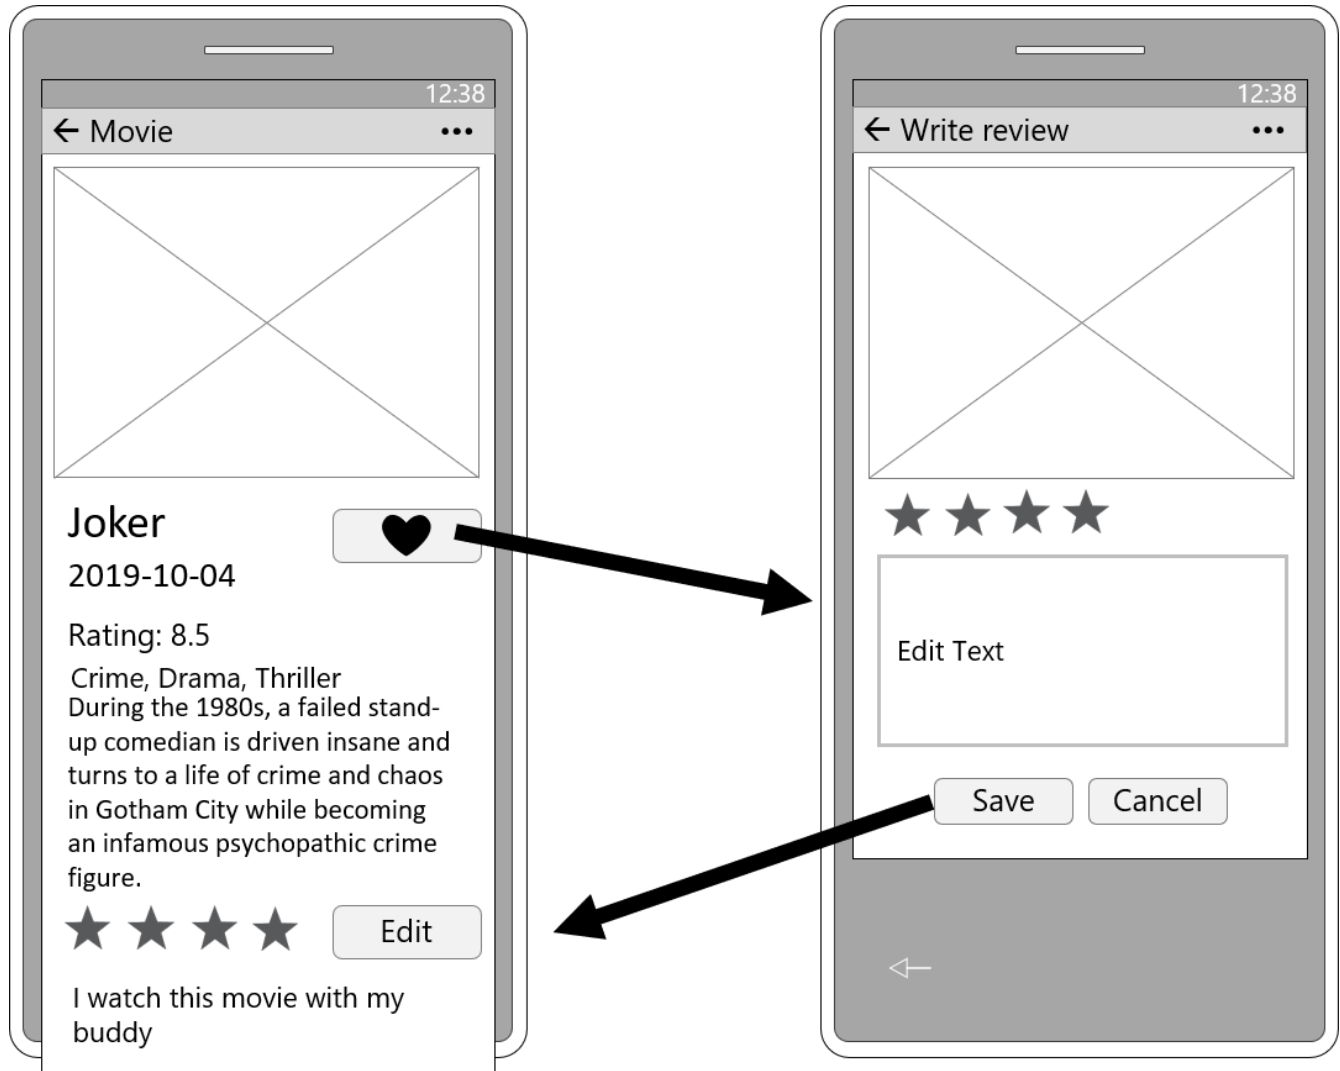 12:38
← Movie •••
Joker
2019-10-04
Rating: 8.5
Crime, Drama, Thriller
During the 1980s, a failed stand-
up comedian is driven insane and
turns to a life of crime and chaos
in Gotham City while becoming
an infamous psychopathic crime
figure.
Edit
I watch this movie with my
buddy
12:38
← Write review •••
Edit Text
Save
Cancel